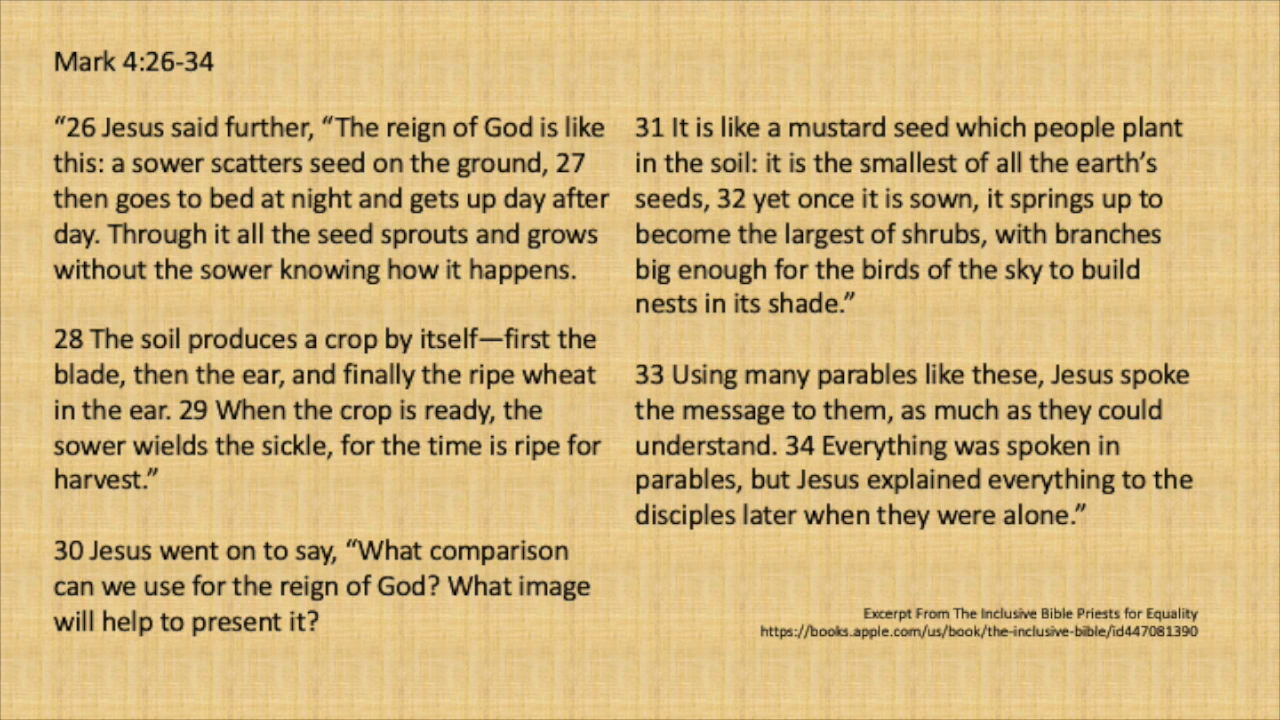 Mark 4:26-34
“26 Jesus said further, “The reign of God is like
this: a sower scatters seed on the ground, 27
then goes to bed at night and gets up day after
day. Through it all the seed sprouts and grows
without the sower knowing how it happens.
28 The soil produces a crop by itself—first the
blade, then the ear, and finally the ripe wheat
in the ear. 29 When the crop is ready, the
sower wields the sickle, for the time is ripe for
harvest.”
30 Jesus went on to say, “What comparison
can we use for the reign of God? What image
will help to present it?
31 It is like a mustard seed which people plant
in the soil: it is the smallest of all the earth’s
seeds, 32 yet once it is sown, it springs up to
become the largest of shrubs, with branches
big enough for the birds of the sky to build
nests in its shade.”
33 Using many parables like these, Jesus spoke
the message to them, as much as they could
understand. 34 Everything was spoken in
parables, but Jesus explained everything to the
disciples later when they were alone.”
Excerpt From The Inclusive Bible Priests for Equality
https://books.apple.com/us/book/the-inclusive-bible/id447081390